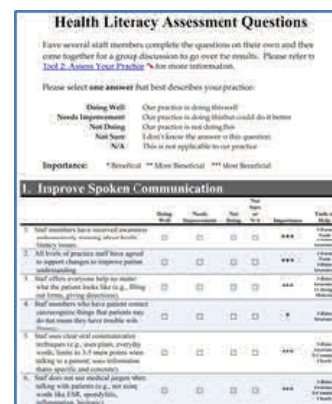 Health Literacy Assessment Questions
Have several staff members complete the questions on their own and then
come together for a group discussion to go over the results. Please refer to
Tool 2: Assess Your Practice for more information.
Please select one answer that best describes your practice:
Doing Well Our practice is doing this well
Needs Improvement Our practice is doing this but could do it better
Not Doing Our practice is not doing this
Not Sure I don't know the answer to this question
N/A This is not applicable to our practice
Importance: *Beneficial **More Beneficial ***Most Beneficial
1. Improve Spoken Communication
Doing Well
Needs Improvement
Not Doing
Not Sure or N/A
Importance
1. Staff members have received awareness
literacy issues.
2. All levels of practice staff have agreed
to support changes to improve patient
understanding.
3. Staff offers everyone help no matter
what the patient looks like (e.g., filling
out forms, giving directions).
4. Staff members who have patient contact
can recognize things that patients may
do not mean they have trouble with
5. Staff uses clear oral communication
techniques (e.g., uses plain, everyday
words, limits to 3-5 main points when
talking to a patient; uses information
that's specific and concrete).
6. Staff does not use medical jargon when
talking with patients (e.g., not using
words like ESR, spondylitis,
inflammation, biologic).